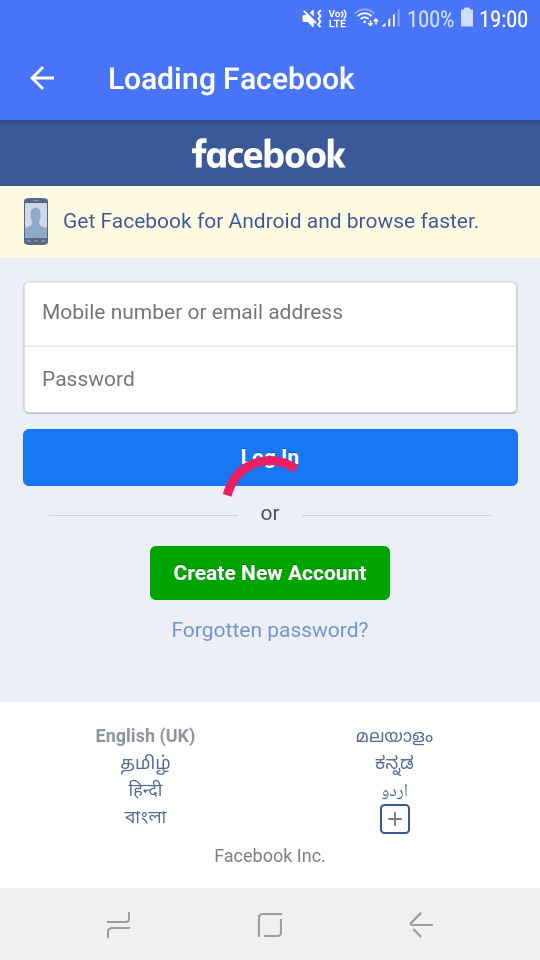 Vo)) LTE 100% 19:00
Loading Facebook
facebook
Get Facebook for Android and browse faster.
Mobile number or email address
Password
Log In
or
Create New Account
Forgotten password?
English (UK) മലയാളം
தமிழ் ಕನ್ನಡ
हिन्दी اردو
বাংলা
Facebook Inc.